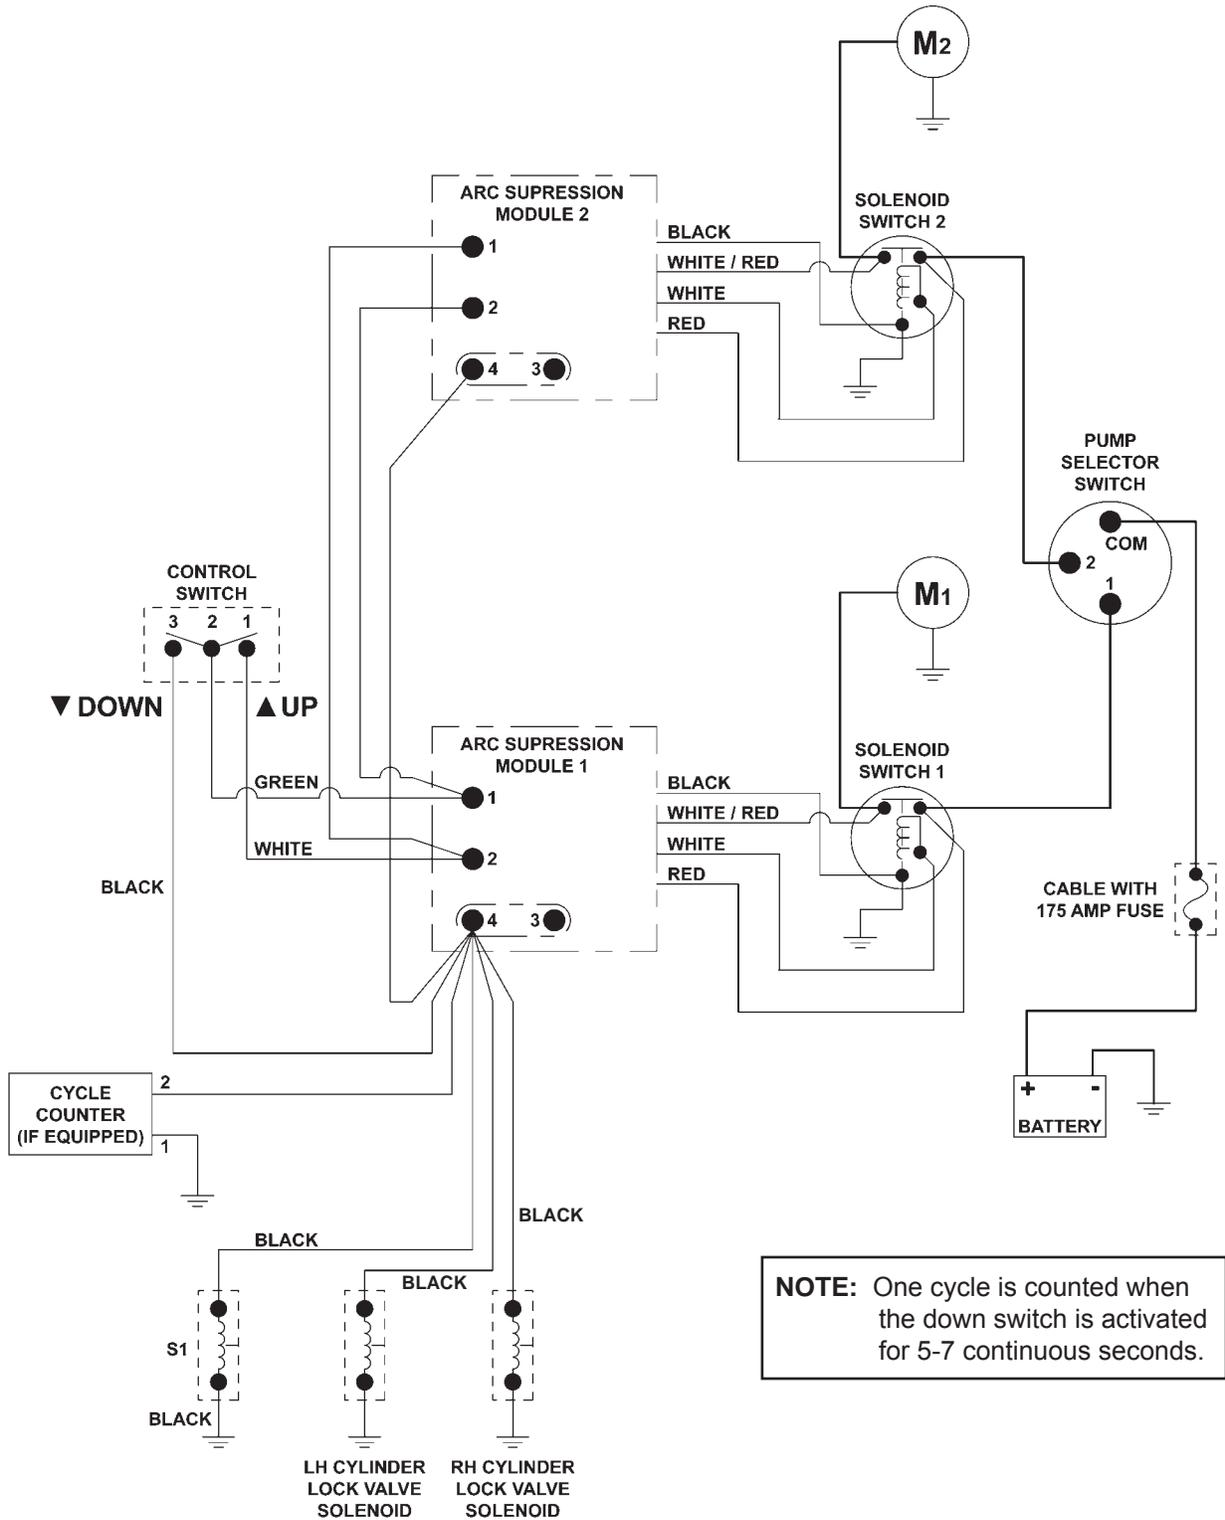 M2
ARC SUPRESSION
MODULE 2
1
2
4 3
BLACK
WHITE / RED
WHITE
RED
SOLENOID
SWITCH 2
PUMP
SELECTOR
SWITCH
COM
2
1
CONTROL
SWITCH
3 2 1
▼ DOWN
▲ UP
M1
ARC SUPRESSION
MODULE 1
1
2
4 3
GREEN
WHITE
BLACK
BLACK
WHITE / RED
WHITE
RED
SOLENOID
SWITCH 1
CABLE WITH
175 AMP FUSE
+ -
BATTERY
CYCLE
COUNTER
(IF EQUIPPED)
2
1
BLACK
BLACK
BLACK
S1
BLACK
LH CYLINDER
LOCK VALVE
SOLENOID
RH CYLINDER
LOCK VALVE
SOLENOID
NOTE: One cycle is counted when
the down switch is activated
for 5-7 continuous seconds.